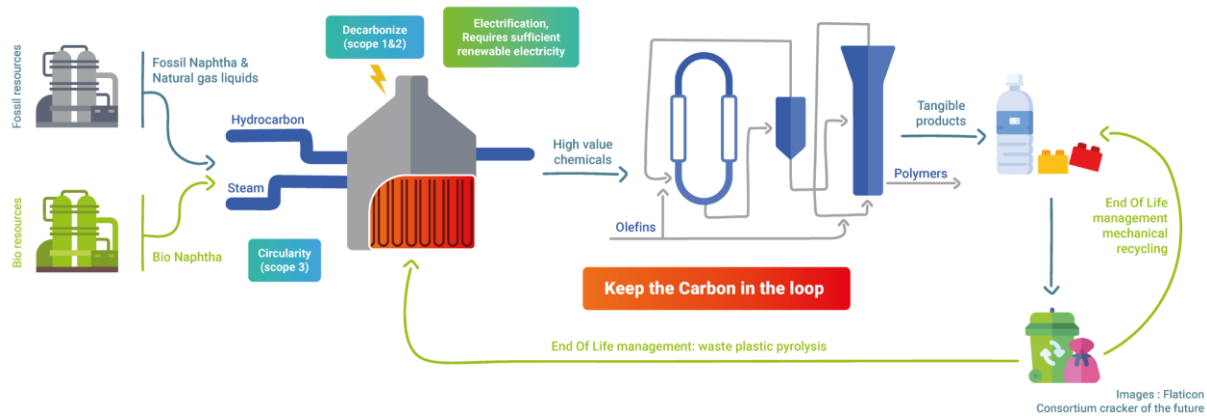 Fossil resources
Fossil Naphtha &
Natural gas liquids
Bio resources
Bio Naphtha
Hydrocarbon
Steam
Decarbonize
(scope 1&2)
Electrification,
Requires sufficient
renewable electricity
Circularity
(scope 3)
High value
chemicals
Olefins
Polymers
Tangible
products
End Of Life
management
mechanical
recycling
Keep the Carbon in the loop
End Of Life management: waste plastic pyrolysis
Images : Flaticon
Consortium cracker of the future